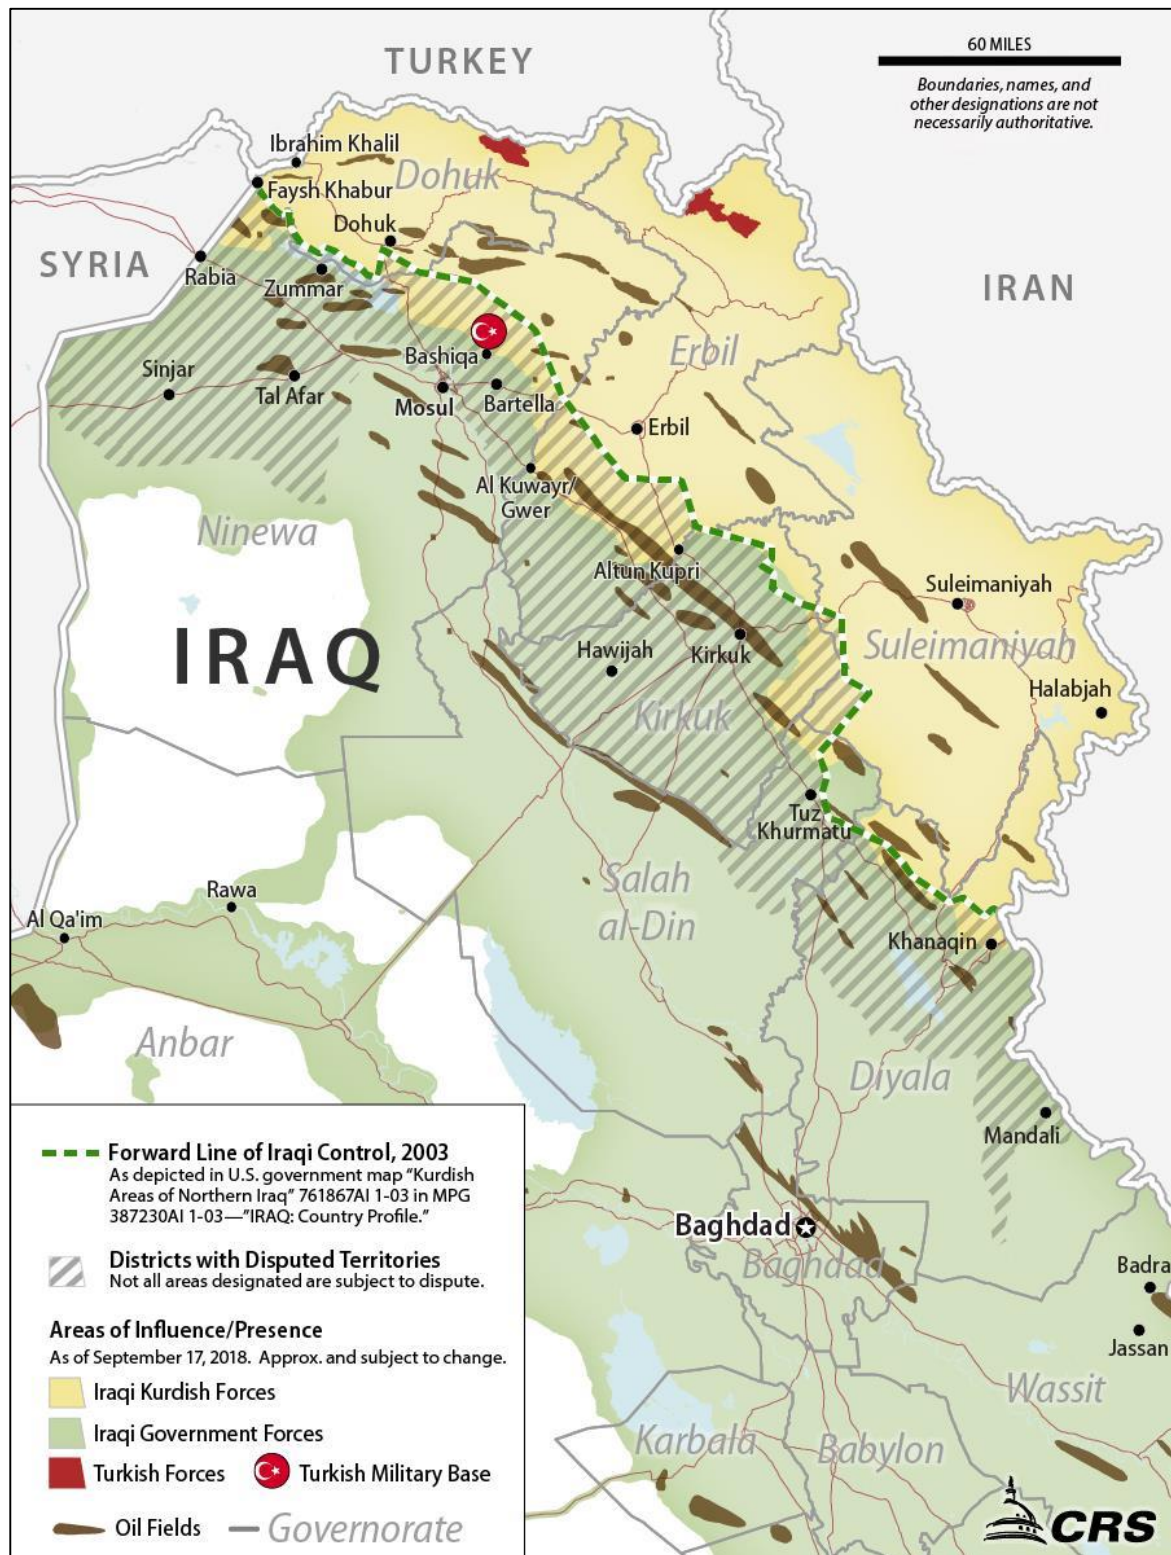 TURKEY
60 MILES
Boundaries, names, and
other designations are not
necessarily authoritative.
Ibrahim Khalil
Dohuk
Faysh Khabur
Dohuk
SYRIA
Rabia
Zummar
IRAN
Erbil
Bashiqa
Sinjar
Tal Afar
Mosul
Bartella
Erbil
Al Kuwayr/
Gwer
Ninewa
Altun Kupri
Suleimaniyah
IRAQ
Hawijah
Kirkuk
Suleimaniyah
Halabjah
Kirkuk
Tuz
Khurmatu
Salah
al-Din
Rawa
Al Qa'im
Khanaqin
Anbar
Diyala
Mandali
Forward Line of Iraqi Control, 2003
As depicted in U.S. government map “Kurdish
Areas of Northern Iraq” 761867AI 1-03 in MPG
387230AI 1-03—”IRAQ: Country Profile.”
Districts with Disputed Territories
Not all areas designated are subject to dispute.
Areas of Influence/Presence
As of September 17, 2018. Approx. and subject to change.
Iraqi Kurdish Forces
Iraqi Government Forces
Turkish Forces
Turkish Military Base
Oil Fields
Governorate
Baghdad
Baghdad
Badra
Jassan
Wassit
Karbala
Babylon
CRS